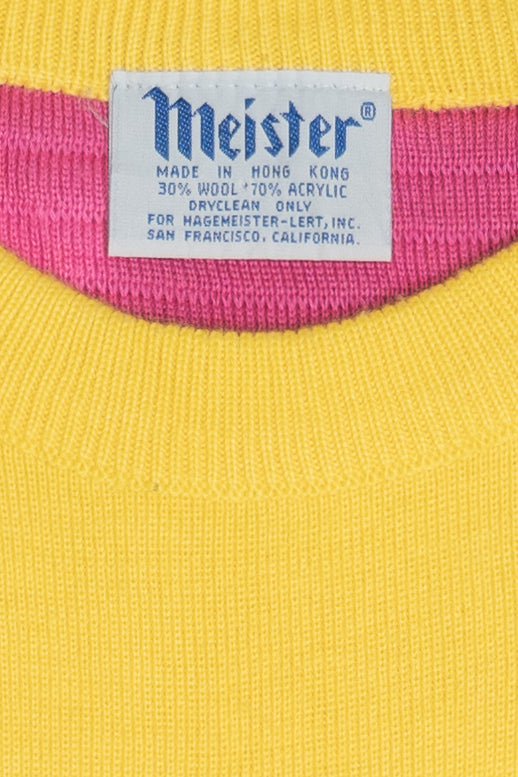 Meister®
MADE IN HONG KONG
30% WOOL 70% ACRYLIC
DRYCLEAN ONLY
FOR HAGEMEISTER-LERT, INC.
SAN FRANCISCO, CALIFORNIA.